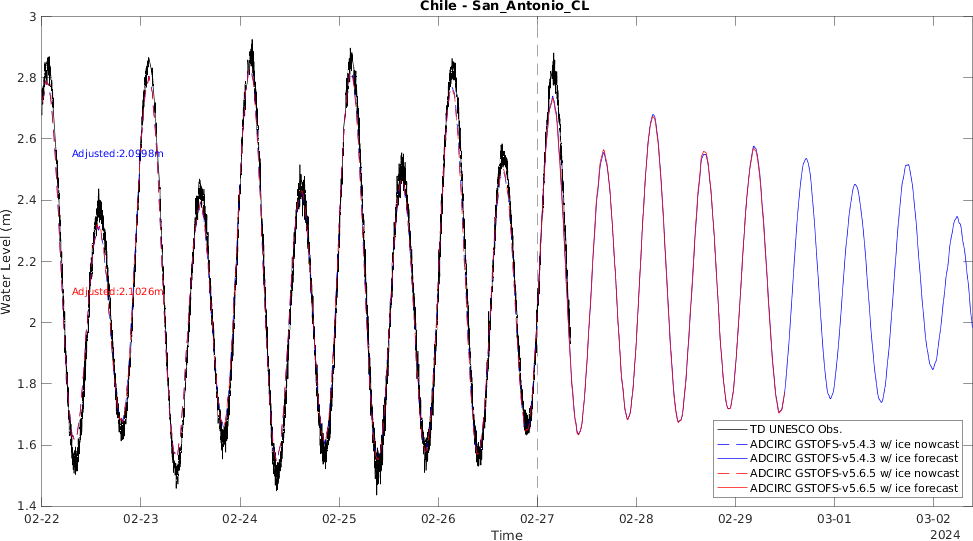 Chile - San_Antonio_CL
3
2.8
2.6
2.4
2.2
2
1.8
1.6
1.4
Water Level (m)
Adjusted:2.0998m
Adjusted:2.1026m
TD UNESCO Obs.
ADCIRC GSTOFS-v5.4.3 w/ ice nowcast
ADCIRC GSTOFS-v5.4.3 w/ ice forecast
ADCIRC GSTOFS-v5.6.5 w/ ice nowcast
ADCIRC GSTOFS-v5.6.5 w/ ice forecast
02-22 02-23 02-24 02-25 02-26 02-27 02-28 02-29 03-01 03-02
Time 2024